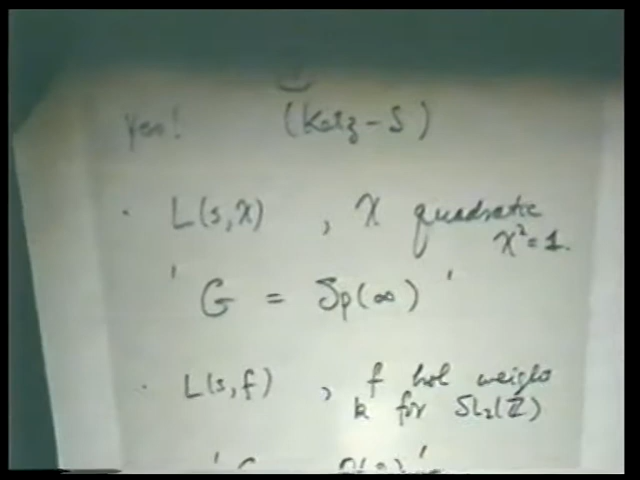 Yes! (Katz-S)
· L(s,χ) , χ quadratic
χ²=1.
' G = Sp(∞) '
· L(s,f) , f hol weight
k for SL₂(ℤ)